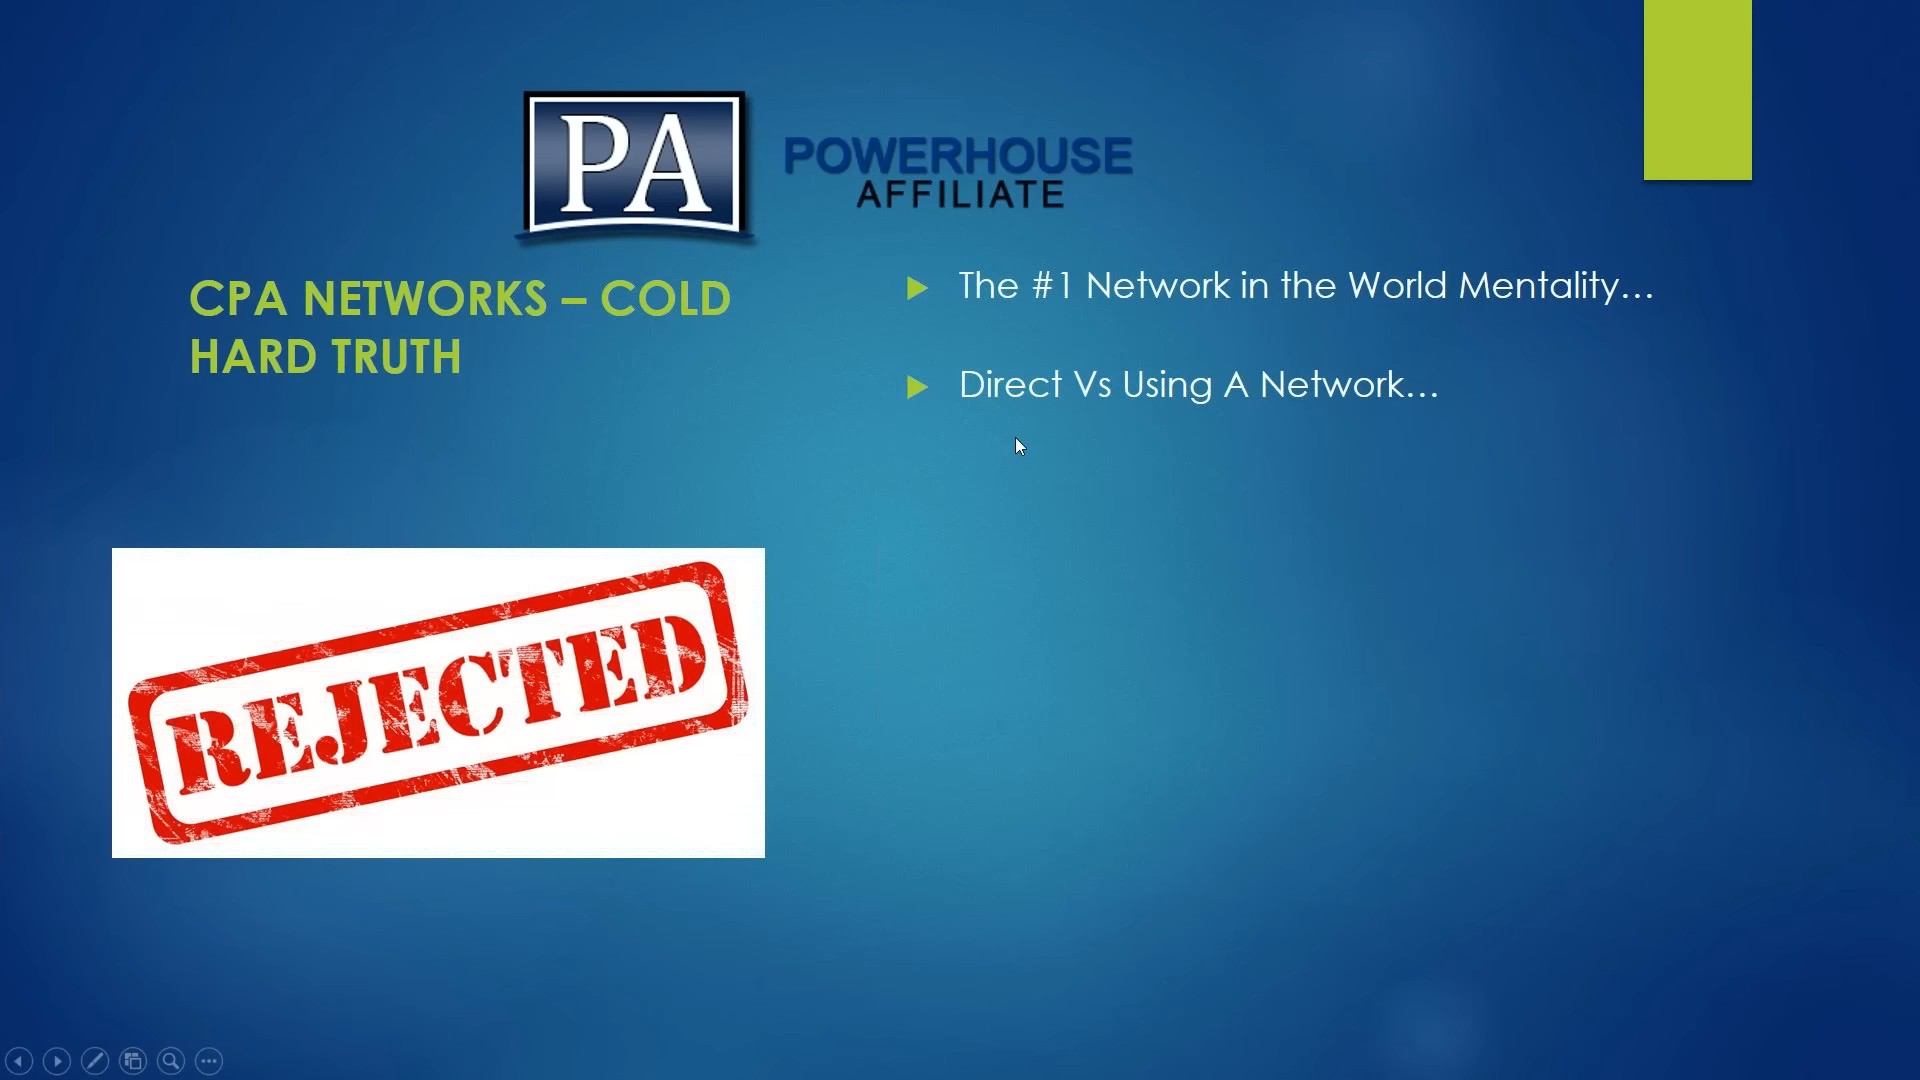 PA
POWERHOUSE
AFFILIATE
CPA NETWORKS – COLD
HARD TRUTH
The #1 Network in the World Mentality…
Direct Vs Using A Network…
REJECTED